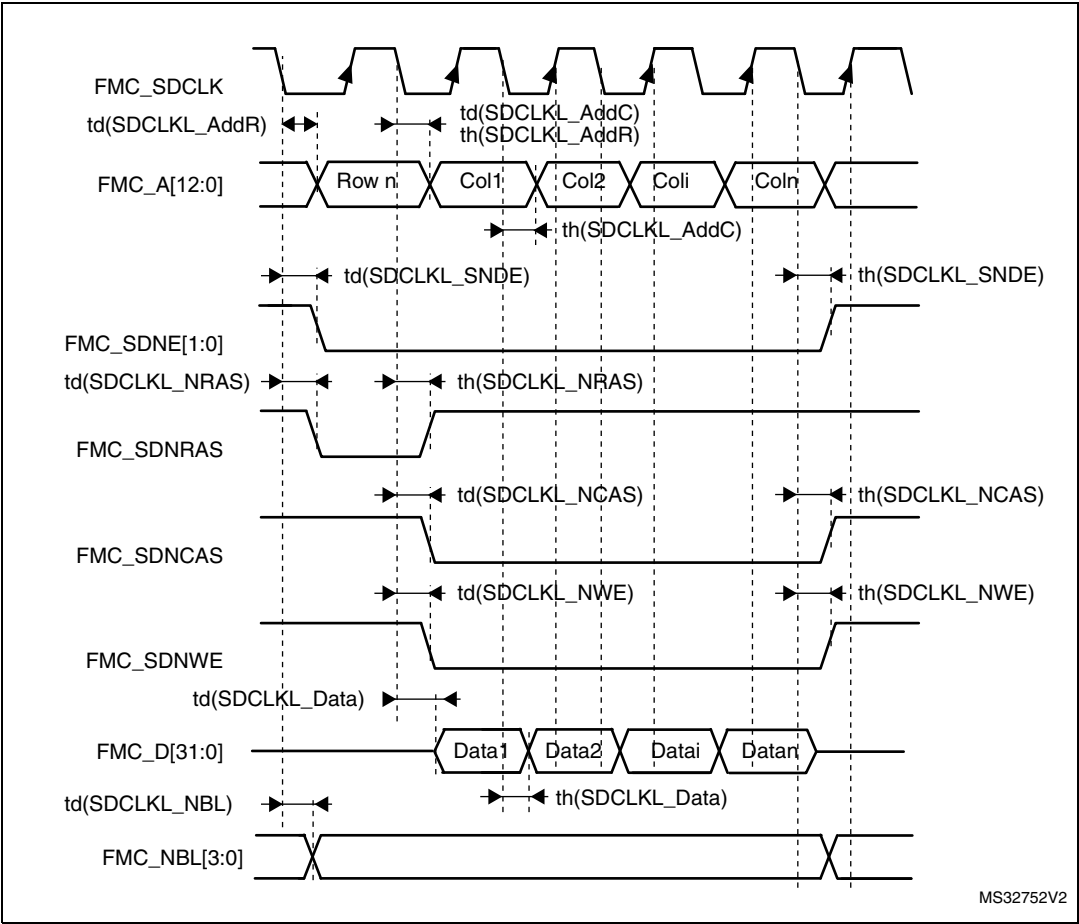 FMC_SDCLK
td(SDCLKL_AddR)
td(SDCLKL_AddC)
th(SDCLKL_AddR)
FMC_A[12:0]
Row n
Col1
Col2
Coli
Coln
th(SDCLKL_AddC)
td(SDCLKL_SNDE)
th(SDCLKL_SNDE)
FMC_SDNE[1:0]
td(SDCLKL_NRAS)
th(SDCLKL_NRAS)
FMC_SDNRAS
td(SDCLKL_NCAS)
th(SDCLKL_NCAS)
FMC_SDNCAS
td(SDCLKL_NWE)
th(SDCLKL_NWE)
FMC_SDNWE
td(SDCLKL_Data)
FMC_D[31:0]
Data1
Data2
Datai
Datan
td(SDCLKL_NBL)
th(SDCLKL_Data)
FMC_NBL[3:0]
MS32752V2